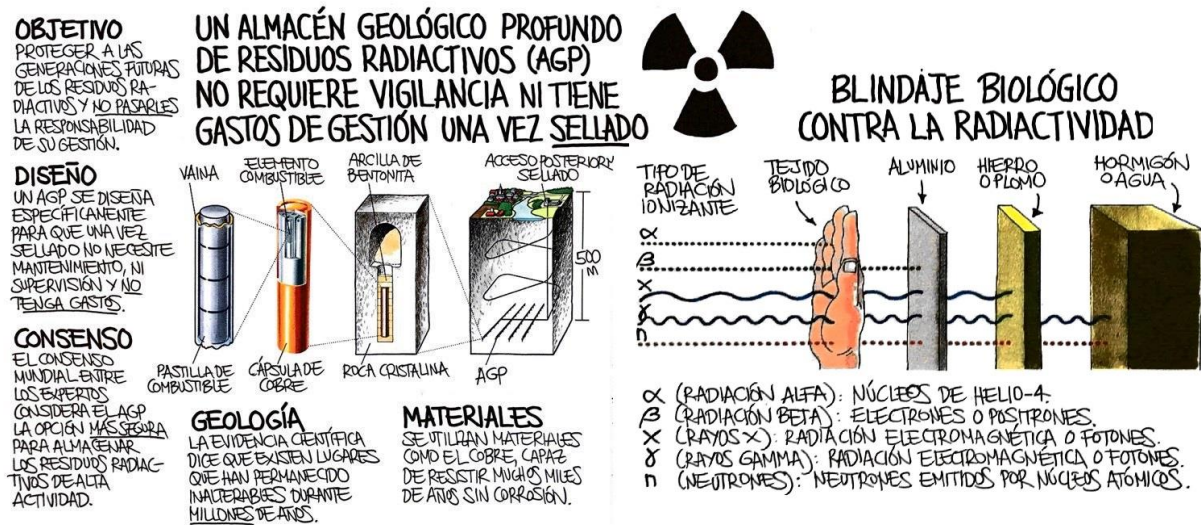 OBJETIVO
PROTEGER A LAS
GENERACIONES FUTURAS
DE LOS RESIDUOS RA-
DIACTIVOS Y NO PASARLES
LA RESPONSABILIDAD
DE SU GESTIÓN.
DISEÑO
UN AGP SE DISEÑA
ESPECÍFICAMENTE
PARA QUE UNA VEZ
SELLADO NO NECESITE
MANTENIMIENTO, NI
SUPERVISIÓN Y NO
TENGA GASTOS.
CONSENSO
EL CONSENSO
MUNDIAL ENTRE
LOS EXPERTOS
CONSIDERA EL AGP
LA OPCIÓN MÁS SEGURA
PARA ALMACENAR
LOS RESIDUOS RADIAC-
TIVOS DE ALTA
ACTIVIDAD.
UN ALMACÉN GEOLÓGICO PROFUNDO
DE RESIDUOS RADIACTIVOS (AGP)
NO REQUIERE VIGILANCIA NI TIENE
GASTOS DE GESTIÓN UNA VEZ SELLADO
VAINA
ELEMENTO
COMBUSTIBLE
ARCILLA DE
BENTONITA
ACCESO POSTERIOR Y
SELLADO
500
M
PASTILLA DE
COMBUSTIBLE
CÁPSULA DE
COBRE
ROCA CRISTALINA
AGP
GEOLOGÍA
LA EVIDENCIA CIENTÍFICA
DICE QUE EXISTEN LUGARES
QUE HAN PERMANECIDO
INALTERABLES DURANTE
MILLONES DE AÑOS.
MATERIALES
SE UTILIZAN MATERIALES
COMO EL COBRE, CAPAZ
DE RESISTIR MUCHOS MILES
DE AÑOS SIN CORROSIÓN.
BLINDAJE BIOLÓGICO
CONTRA LA RADIACTIVIDAD
TIPO DE
RADIACIÓN
IONIZANTE
TEJIDO
BIOLÓGICO
ALUMINIO
HIERRO
O PLOMO
HORMIGÓN
O AGUA
α
β
X
γ
n
α (RADIACIÓN ALFA): NÚCLEOS DE HELIO-4.
β (RADIACIÓN BETA): ELECTRONES O POSITRONES.
X (RAYOS X): RADIACIÓN ELECTROMAGNÉTICA O FOTONES.
γ (RAYOS GAMMA): RADIACIÓN ELECTROMAGNÉTICA O FOTONES.
n (NEUTRONES): NEUTRONES EMITIDOS POR NÚCLEOS ATÓMICOS.